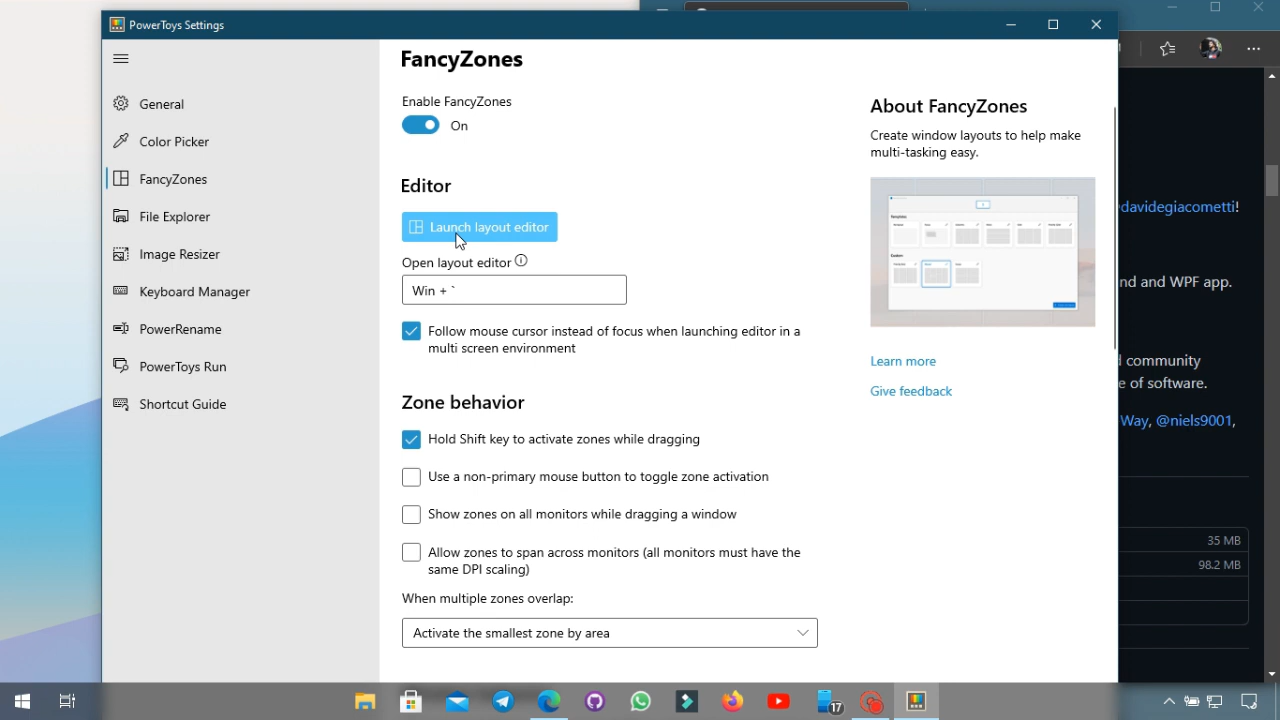 PowerToys Settings
General
Color Picker
FancyZones
File Explorer
Image Resizer
Keyboard Manager
PowerRename
PowerToys Run
Shortcut Guide
FancyZones
Enable FancyZones
On
Editor
Launch layout editor
Open layout editor
Win + `
Follow mouse cursor instead of focus when launching editor in a
multi screen environment
Zone behavior
Hold Shift key to activate zones while dragging
Use a non-primary mouse button to toggle zone activation
Show zones on all monitors while dragging a window
Allow zones to span across monitors (all monitors must have the
same DPI scaling)
When multiple zones overlap:
Activate the smallest zone by area
About FancyZones
Create window layouts to help make
multi-tasking easy.
Learn more
Give feedback
davidegiacometti!
nd and WPF app.
d community
e of software.
Way, @niels9001,
35 MB
98.2 MB
17